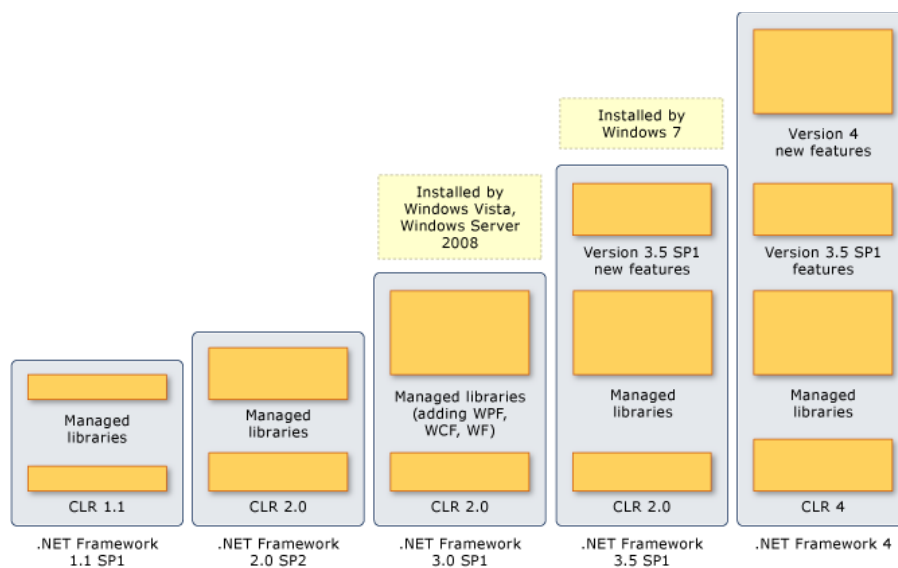 Installed by
Windows 7
Version 4
new features
Installed by
Windows Vista,
Windows Server
2008
Version 3.5 SP1
new features
Version 3.5 SP1
features
Managed
libraries
Managed
libraries
Managed libraries
(adding WPF,
WCF, WF)
Managed
libraries
Managed
libraries
CLR 1.1
CLR 2.0
CLR 2.0
CLR 2.0
CLR 4
.NET Framework
1.1 SP1
.NET Framework
2.0 SP2
.NET Framework
3.0 SP1
.NET Framework
3.5 SP1
.NET Framework 4